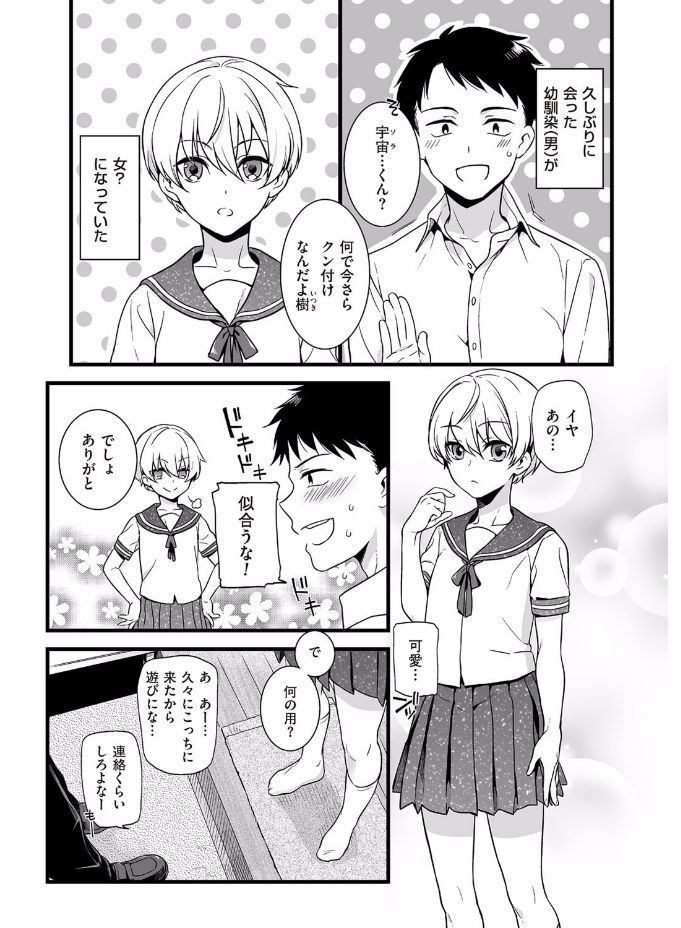 久しぶりに
会った
幼馴染(男)が
宇宙…くん?
ソラ
何で今さら
クン付け
なんだよ樹
いつき
女?
になっていた
イヤ
あの…
可愛…
ドキドキ
ドキ
似合うな!
でしょ
ありがと
で
何の用?
あ あー…
久々にこっちに
来たから
遊びにな…
連絡くらい
しろよなー